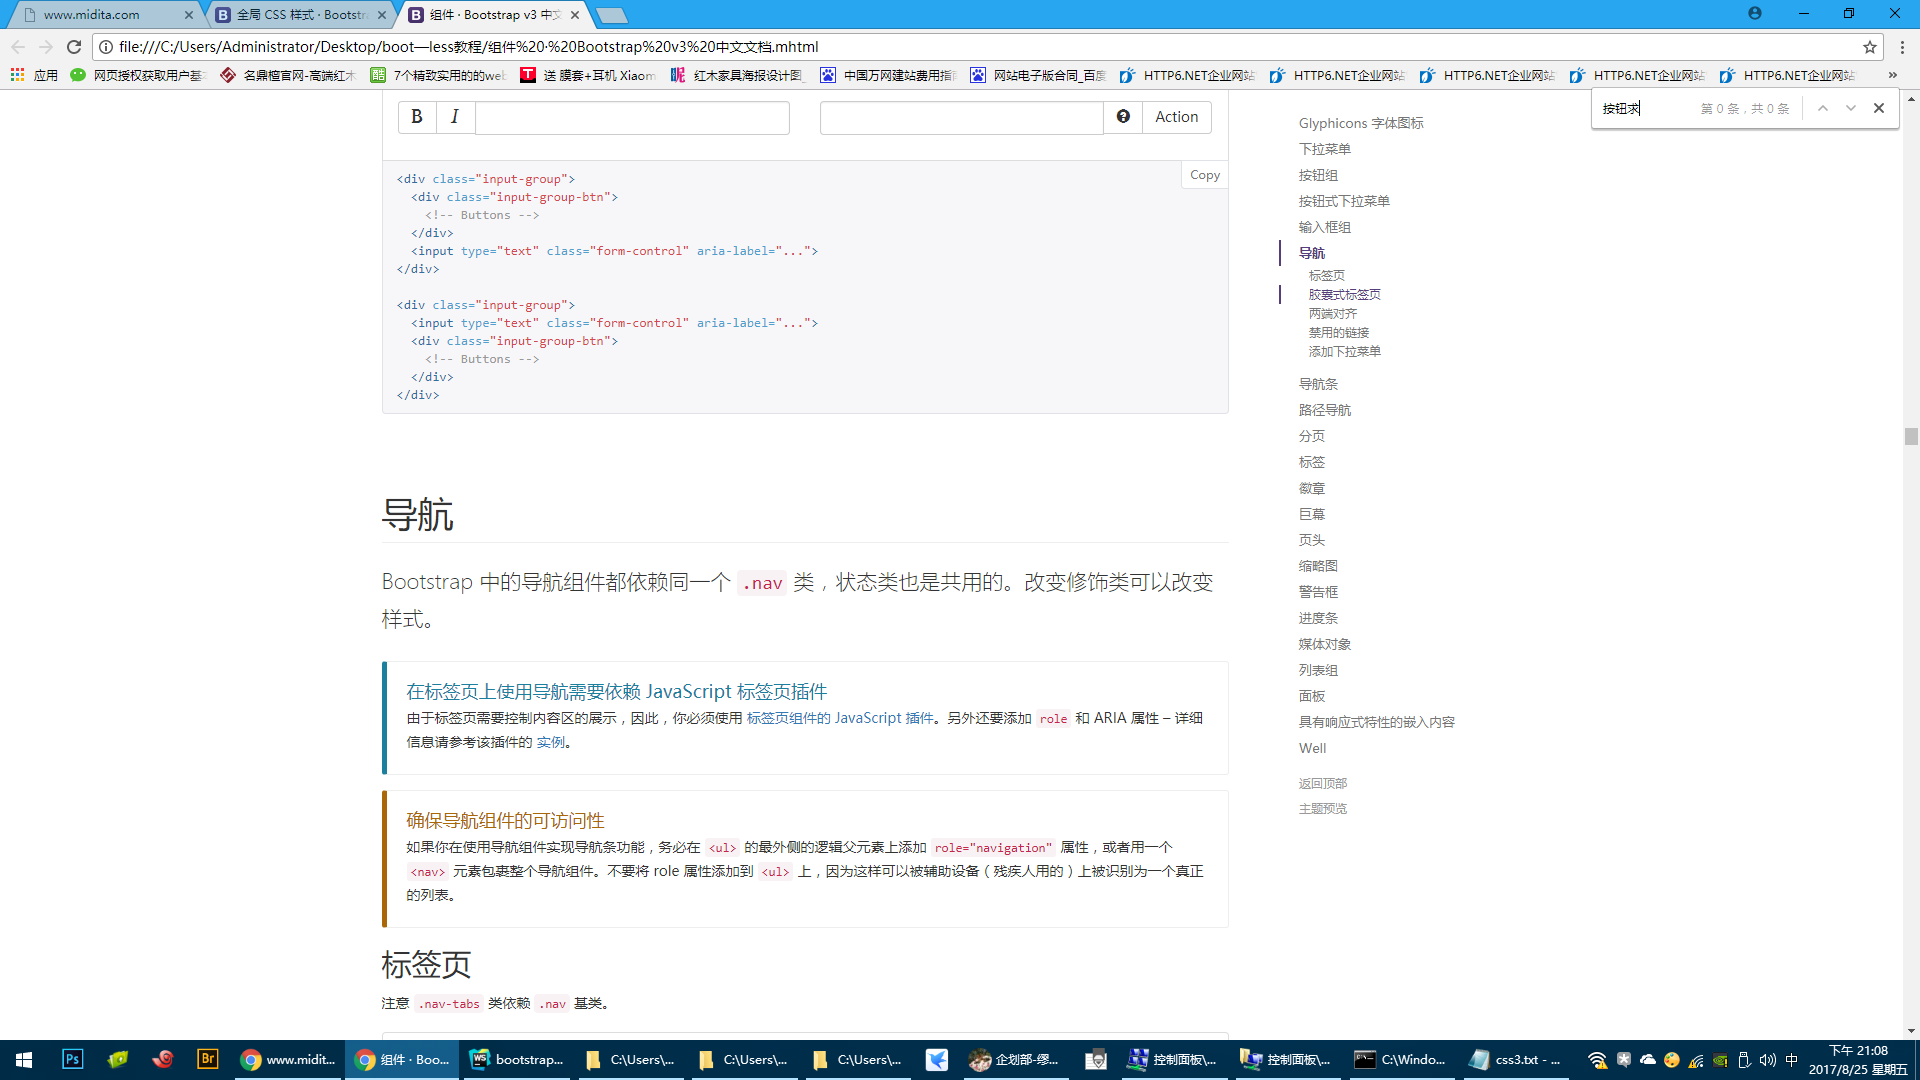 www.midita.com
全局 CSS 样式 · Bootstr
组件 · Bootstrap v3 中文
file:///C:/Users/Administrator/Desktop/boot—less教程/组件%20·%20Bootstrap%20v3%20中文文档.mhtml
应用
网页授权获取用户基
名鼎檀官网-高端红木
7个精致实用的的web
送 膜套+耳机 Xiaom
红木家具海报设计图_
中国万网建站费用指
网站电子版合同_百度
HTTP6.NET企业网站
HTTP6.NET企业网站
HTTP6.NET企业网站
HTTP6.NET企业网站
HTTP6.NET企业网站
按钮求
第 0 条，共 0 条
B I
Action
Copy
<div class="input-group">
<div class="input-group-btn">
<!-- Buttons -->
</div>
<input type="text" class="form-control" aria-label="...">
</div>
<div class="input-group">
<input type="text" class="form-control" aria-label="...">
<div class="input-group-btn">
<!-- Buttons -->
</div>
</div>
导航
Bootstrap 中的导航组件都依赖同一个 .nav 类，状态类也是共用的。改变修饰类可以改变
样式。
在标签页上使用导航需要依赖 JavaScript 标签页插件
由于标签页需要控制内容区的展示，因此，你必须使用 标签页组件的 JavaScript 插件。另外还要添加 role 和 ARIA 属性 – 详细
信息请参考该插件的 实例。
确保导航组件的可访问性
如果你在使用导航组件实现导航条功能，务必在 <ul> 的最外侧的逻辑父元素上添加 role="navigation" 属性，或者用一个
<nav> 元素包裹整个导航组件。不要将 role 属性添加到 <ul> 上，因为这样可以被辅助设备（残疾人用的）上被识别为一个真正
的列表。
标签页
注意 .nav-tabs 类依赖 .nav 基类。
Glyphicons 字体图标
下拉菜单
按钮组
按钮式下拉菜单
输入框组
导航
标签页
胶囊式标签页
两端对齐
禁用的链接
添加下拉菜单
导航条
路径导航
分页
标签
徽章
巨幕
页头
缩略图
警告框
进度条
媒体对象
列表组
面板
具有响应式特性的嵌入内容
Well
返回顶部
主题预览
Ps
Br
www.midit...
组件 · Boo...
WS
bootstrap...
C:\Users\...
C:\Users\...
C:\Users\...
企划部-缪...
控制面板\...
控制面板\...
C:\Windo...
css3.txt - ...
中
下午 21:08
2017/8/25 星期五